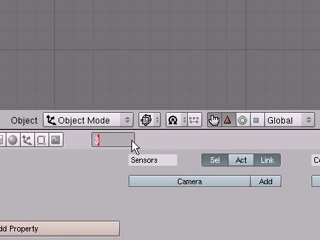 Object Object Mode Global
Sensors Sel Act Link
Camera Add
dd Property